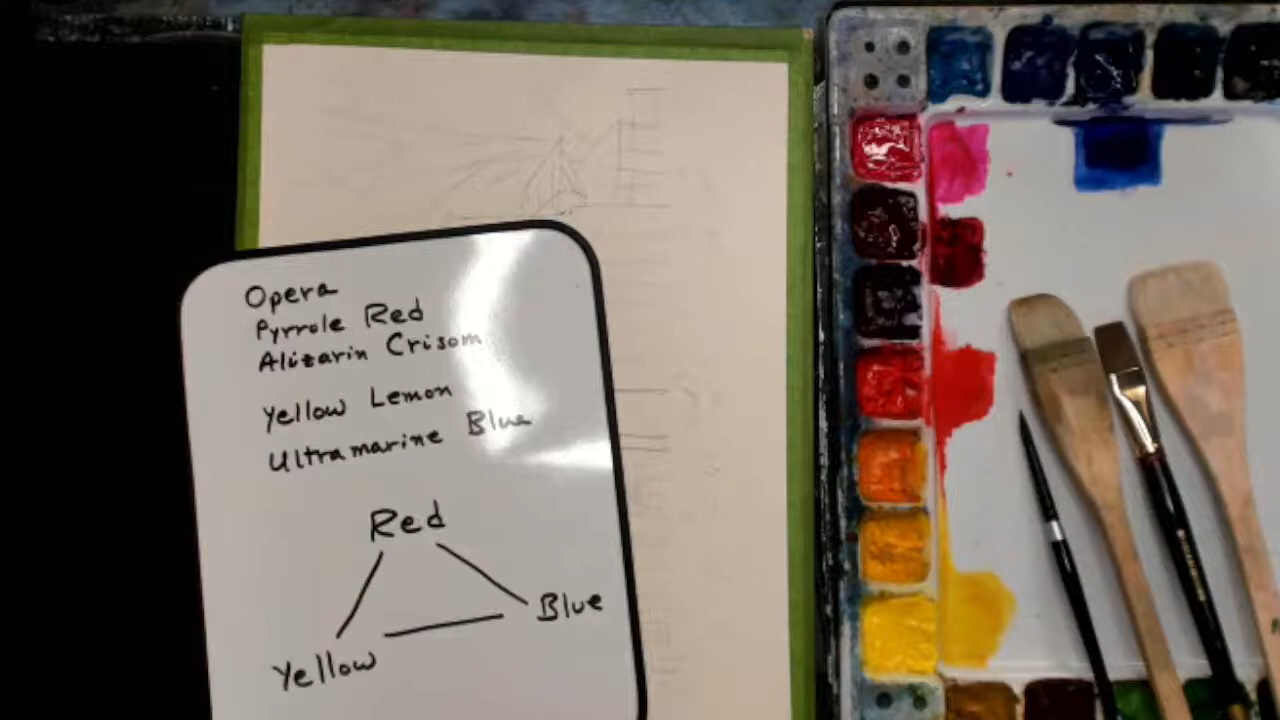 Opera
Pyrrole Red
Alizarin Crisom
Yellow Lemon
Ultramarine Blue
Red
Blue
Yellow